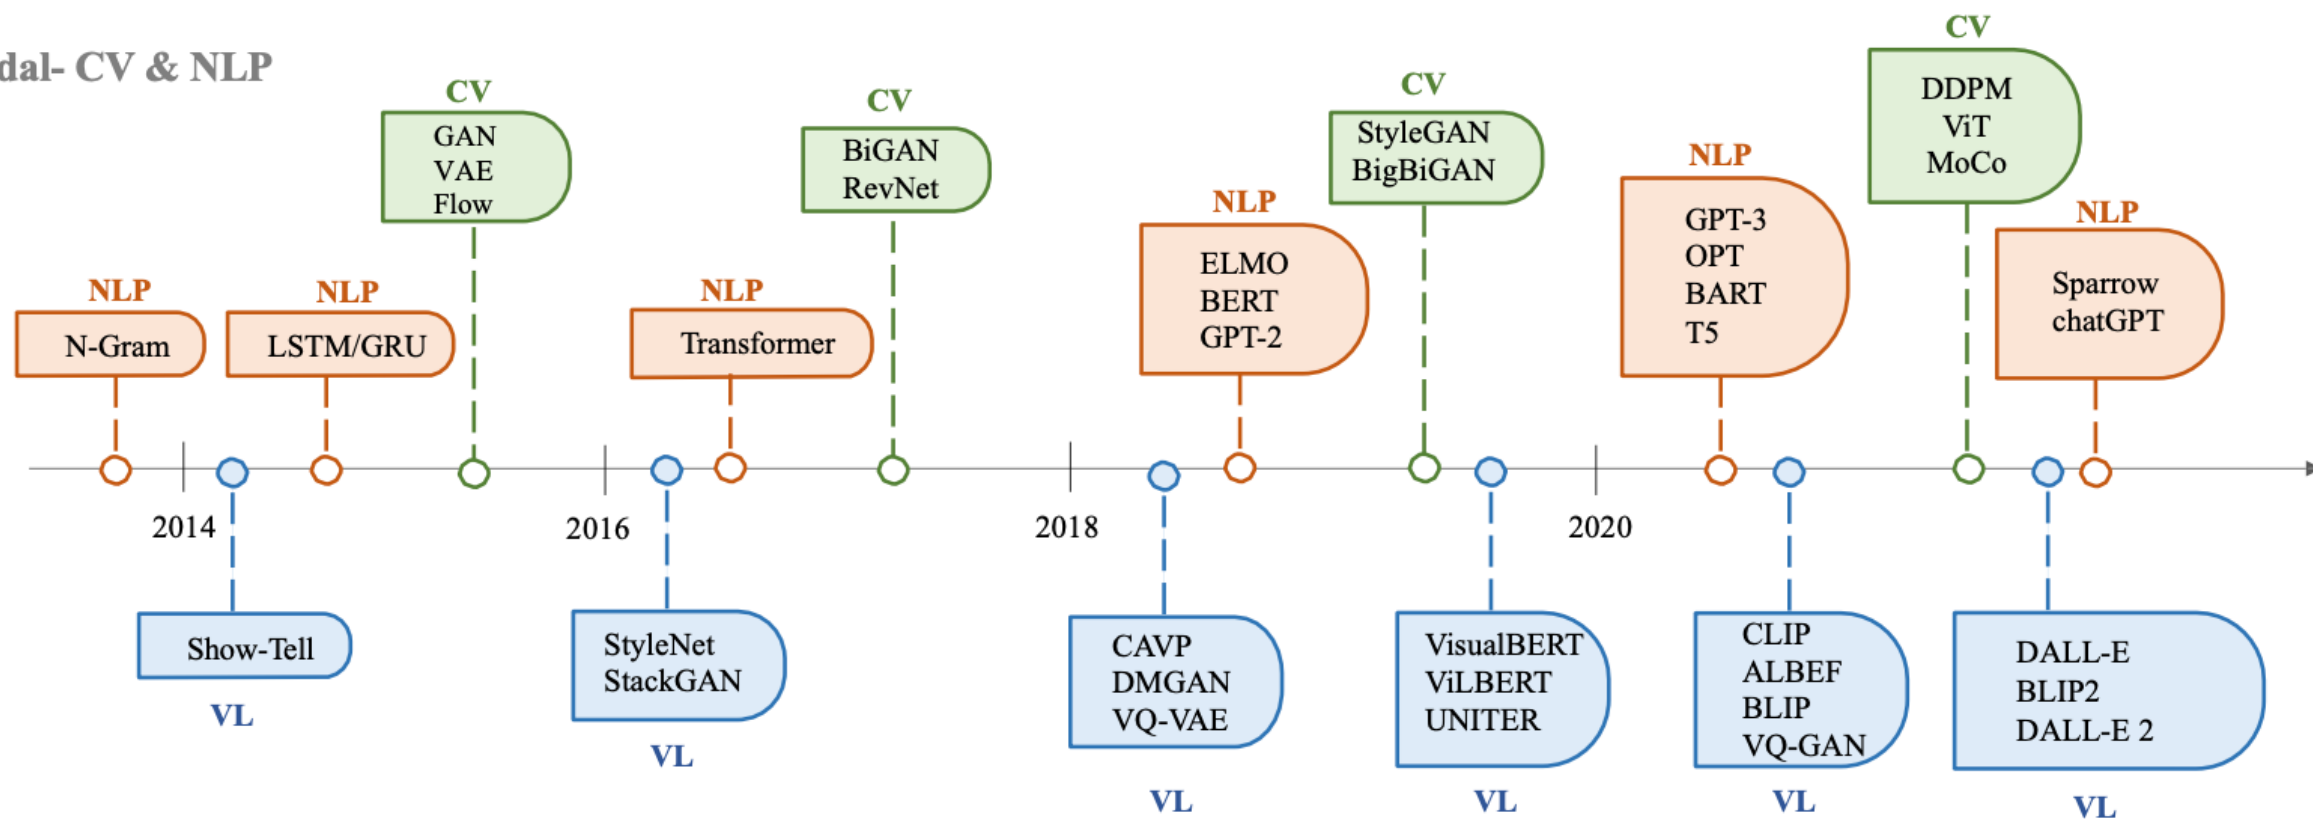 dal- CV & NLP
NLP
N-Gram
NLP
LSTM/GRU
CV
GAN
VAE
Flow
NLP
Transformer
CV
BiGAN
RevNet
NLP
ELMO
BERT
GPT-2
CV
StyleGAN
BigBiGAN
NLP
GPT-3
OPT
BART
T5
CV
DDPM
ViT
MoCo
NLP
Sparrow
chatGPT
2014
2016
2018
2020
Show-Tell
VL
StyleNet
StackGAN
VL
CAVP
DMGAN
VQ-VAE
VL
VisualBERT
ViLBERT
UNITER
VL
CLIP
ALBEF
BLIP
VQ-GAN
VL
DALL-E
BLIP2
DALL-E 2
VL